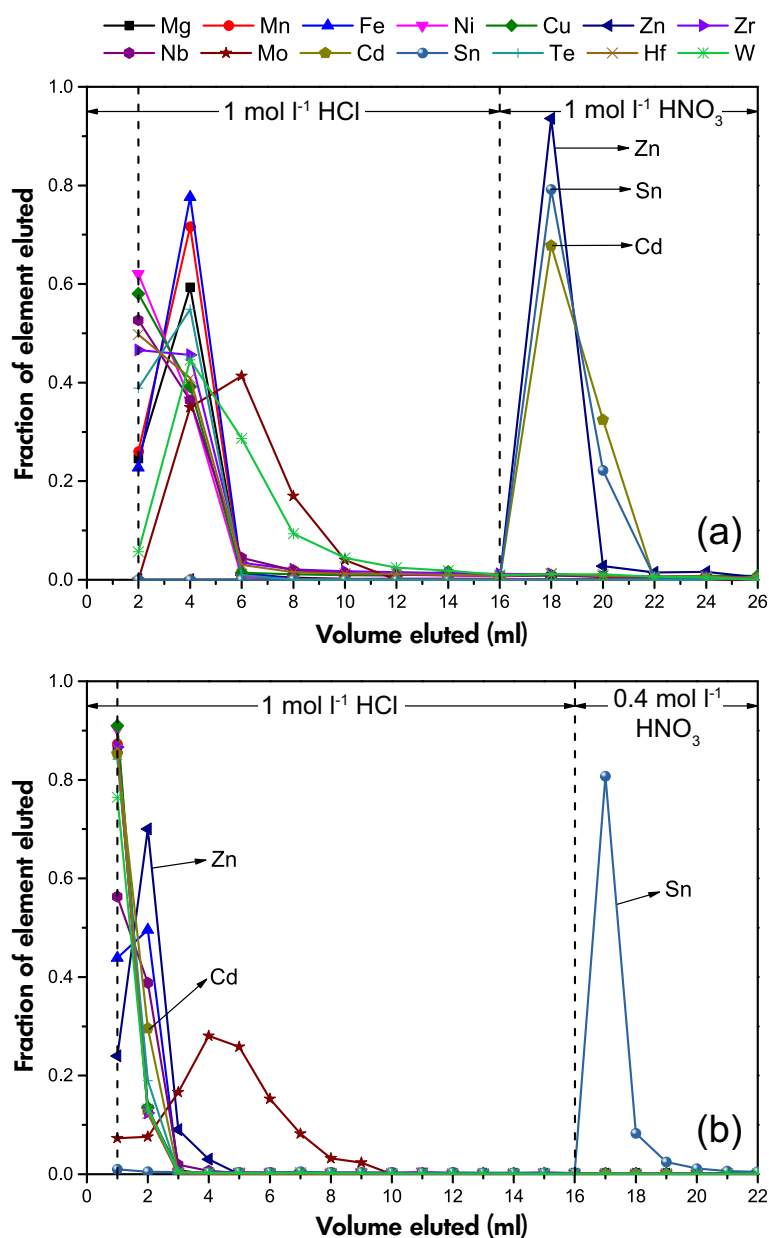 Mg Mn Fe Ni Cu Zn Zr
Nb Mo Cd Sn Te Hf W
1.0
1 mol l⁻¹ HCl
1 mol l⁻¹ HNO₃
Zn
0.8
Sn
Cd
0.6
0.4
0.2
(a)
0.0
0 2 4 6 8 10 12 14 16 18 20 22 24 26
Fraction of element eluted
Volume eluted (ml)
1.0
1 mol l⁻¹ HCl
0.4 mol l⁻¹
HNO₃
0.8
Zn
Sn
0.6
Cd
0.4
0.2
(b)
0.0
0 2 4 6 8 10 12 14 16 18 20 22
Fraction of element eluted
Volume eluted (ml)